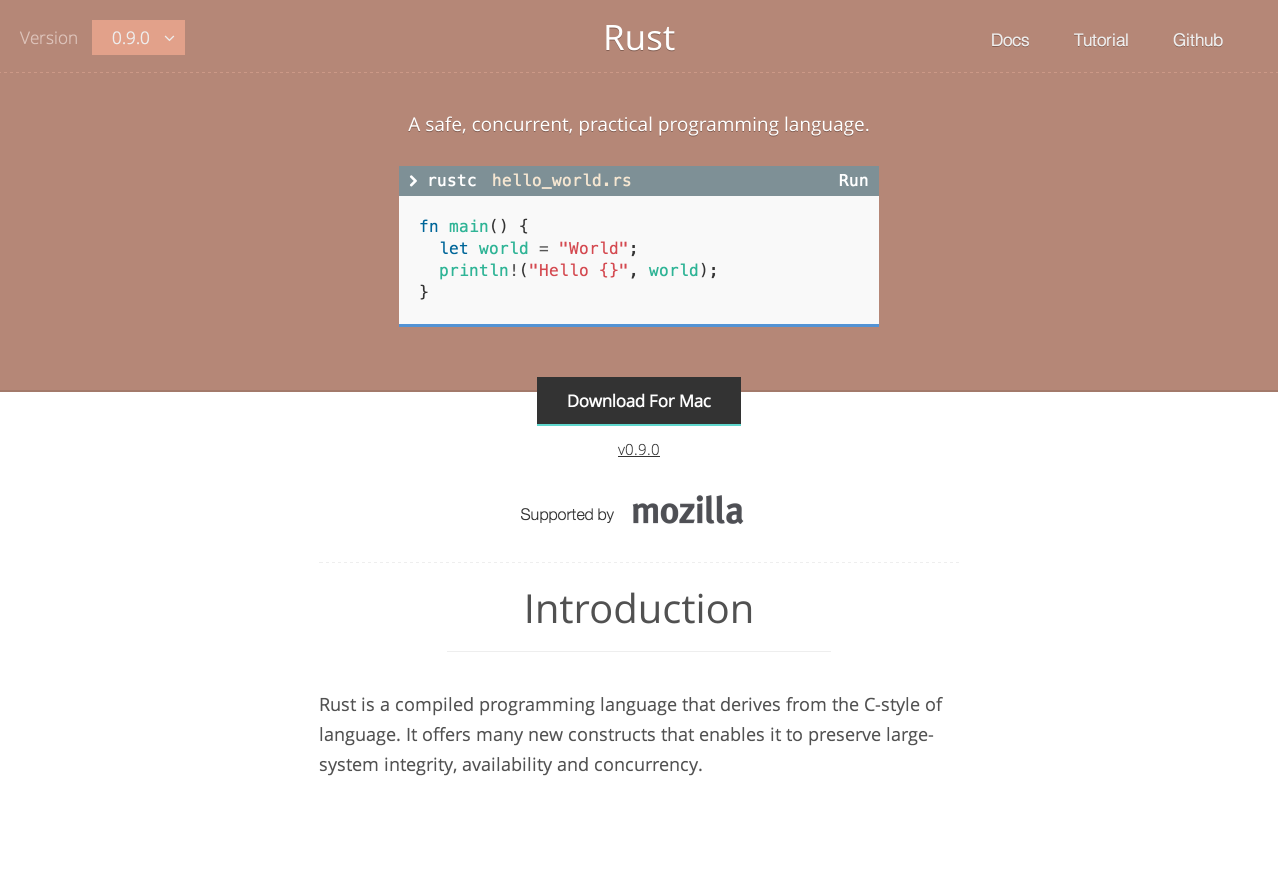 Version 0.9.0 Rust Docs Tutorial Github
A safe, concurrent, practical programming language.
rustc hello_world.rs Run
fn main() {
  let world = "World";
  println!("Hello {}", world);
}
Download For Mac
v0.9.0
Supported by mozilla
Introduction
Rust is a compiled programming language that derives from the C-style of
language. It offers many new constructs that enables it to preserve large-
system integrity, availability and concurrency.